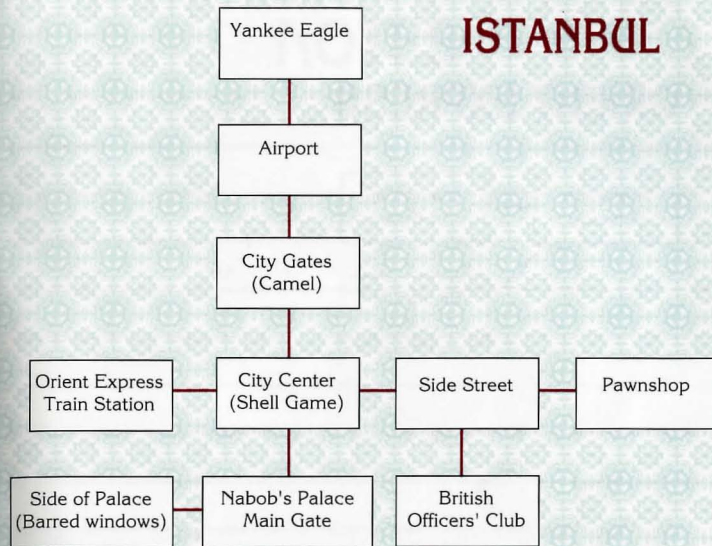 ISTANBUL
Yankee Eagle
Airport
City Gates
(Camel)
Orient Express
Train Station
City Center
(Shell Game)
Side Street
Pawnshop
Side of Palace
(Barred windows)
Nabob's Palace
Main Gate
British
Officers' Club